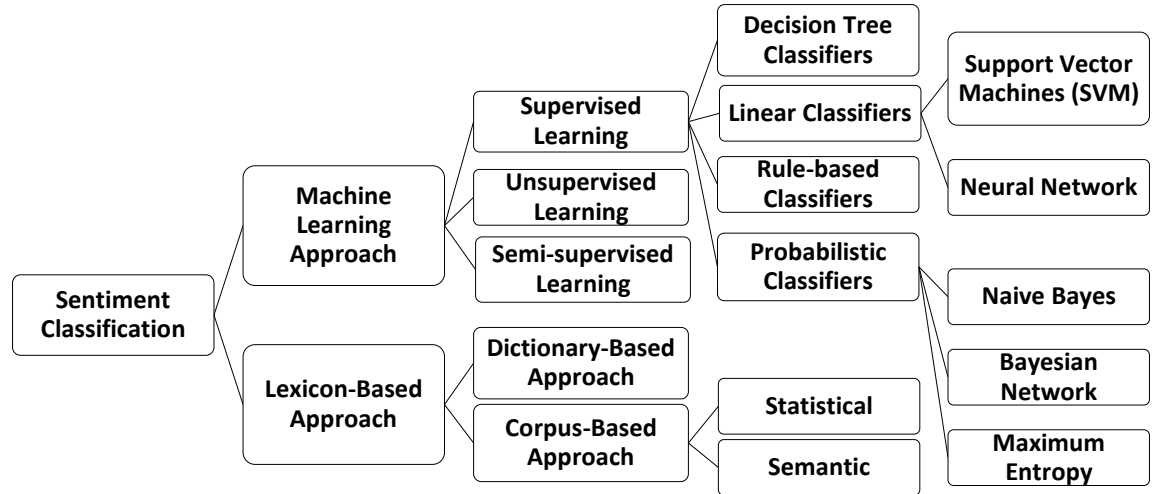 Sentiment
Classification
Machine
Learning
Approach
Lexicon-Based
Approach
Supervised
Learning
Unsupervised
Learning
Semi-supervised
Learning
Dictionary-Based
Approach
Corpus-Based
Approach
Decision Tree
Classifiers
Linear Classifiers
Rule-based
Classifiers
Probabilistic
Classifiers
Statistical
Semantic
Support Vector
Machines (SVM)
Neural Network
Naive Bayes
Bayesian
Network
Maximum
Entropy